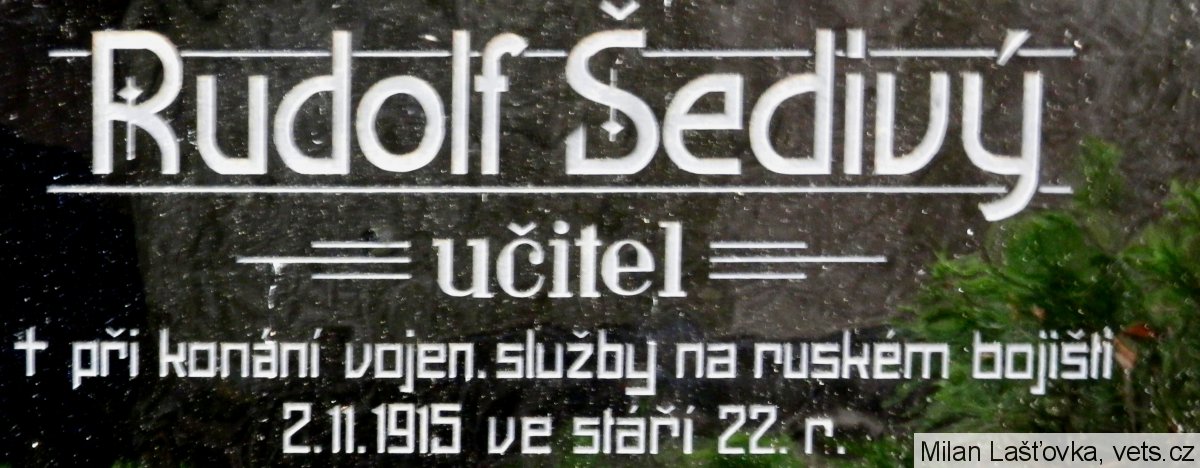 Rudolf Šedivý
učitel
† při konání vojen. služby na ruském bojišti
2.11.1915 ve stáří 22. r.
Milan Lašťovka, vets.cz